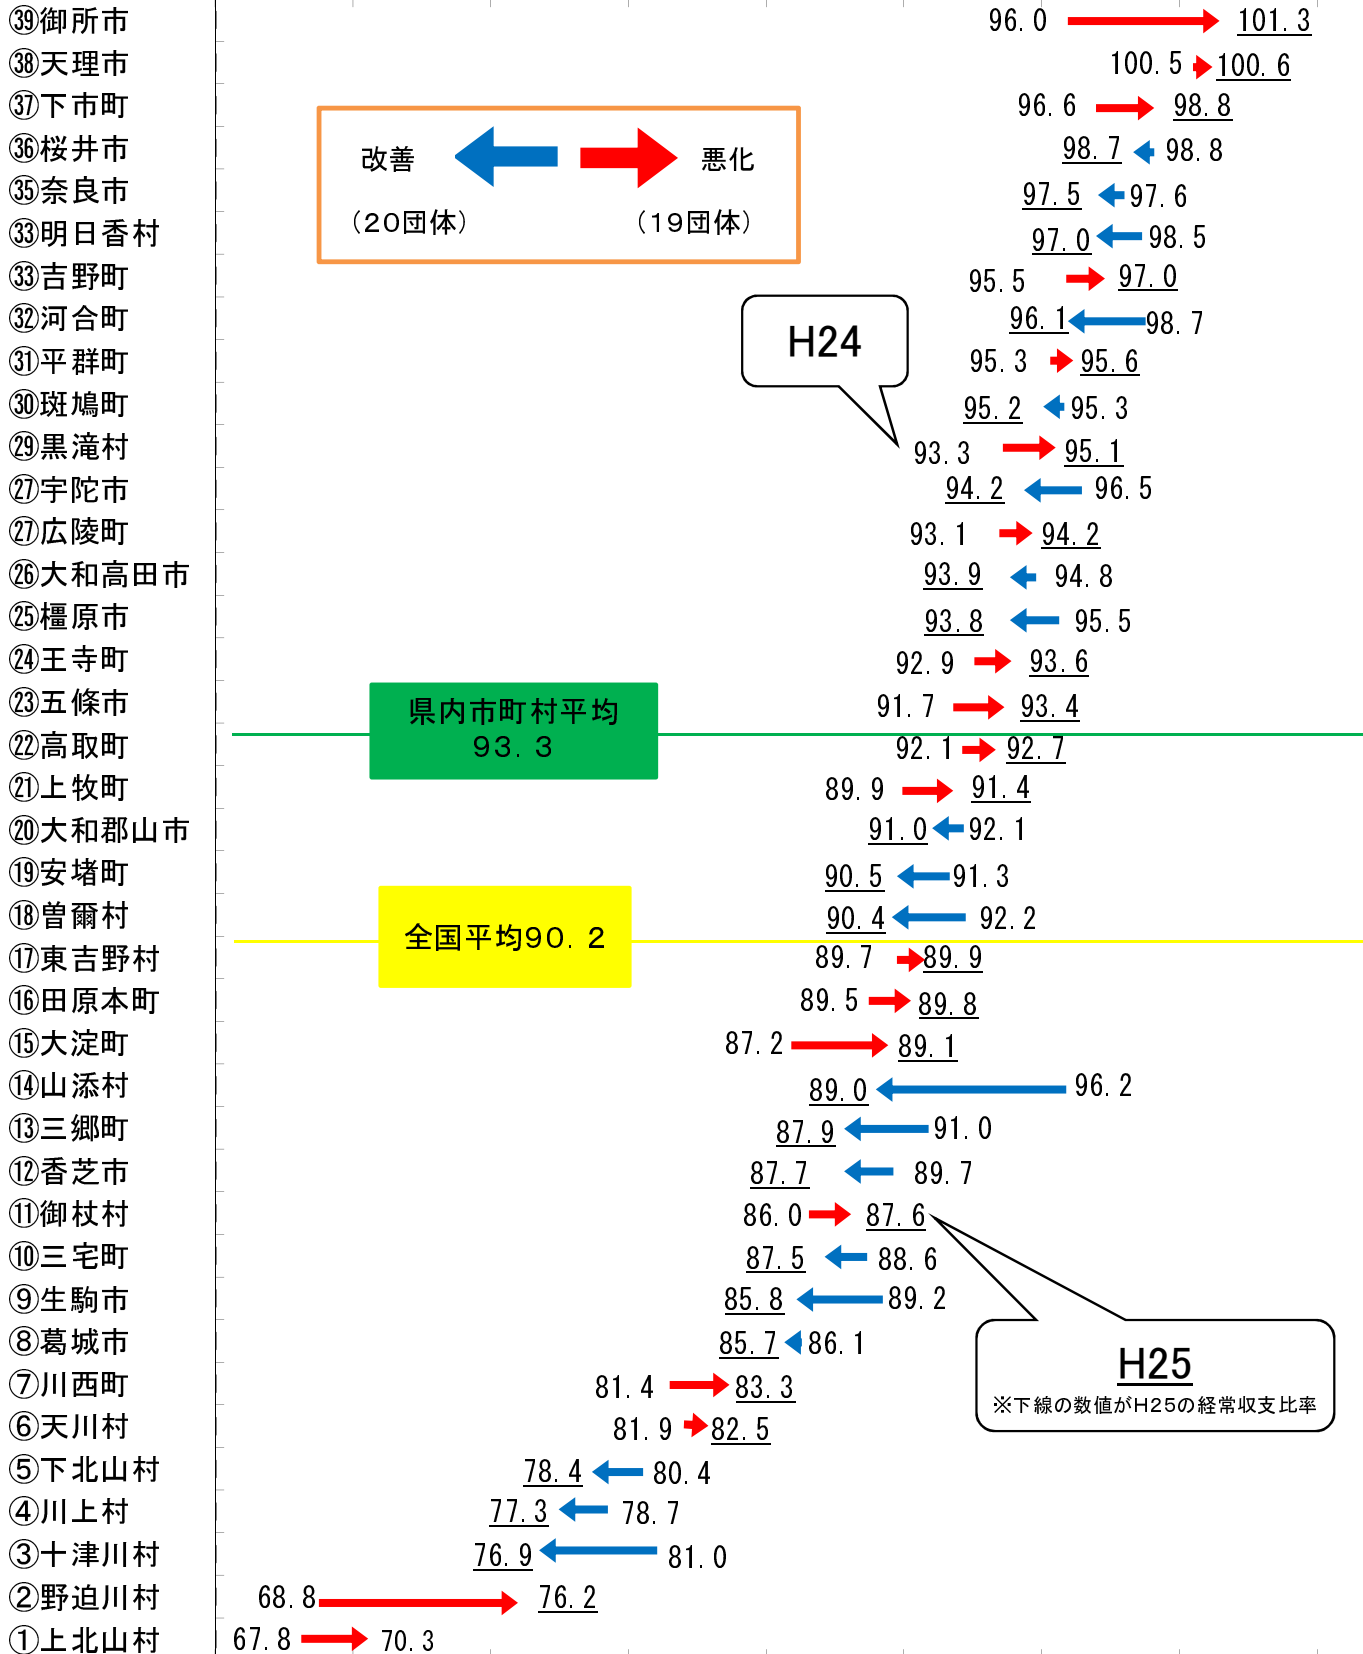 ㊴御所市 96.0 101.3
㊳天理市 100.5 100.6
㊲下市町 96.6 98.8
㊱桜井市 98.7 98.8
㉟奈良市 97.5 97.6
㉝明日香村 97.0 98.5
㉝吉野町 95.5 97.0
㉜河合町 96.1 98.7
㉛平群町 95.3 95.6
㉚斑鳩町 95.2 95.3
㉙黒滝村 93.3 95.1
㉗宇陀市 94.2 96.5
㉗広陵町 93.1 94.2
㉖大和高田市 93.9 94.8
㉕橿原市 93.8 95.5
㉔王寺町 92.9 93.6
㉓五條市 91.7 93.4
㉒高取町 92.1 92.7
㉑上牧町 89.9 91.4
⑳大和郡山市 91.0 92.1
⑲安堵町 90.5 91.3
⑱曽爾村 90.4 92.2
⑰東吉野村 89.7 89.9
⑯田原本町 89.5 89.8
⑮大淀町 87.2 89.1
⑭山添村 89.0 96.2
⑬三郷町 87.9 91.0
⑫香芝市 87.7 89.7
⑪御杖村 86.0 87.6
⑩三宅町 87.5 88.6
⑨生駒市 85.8 89.2
⑧葛城市 85.7 86.1
⑦川西町 81.4 83.3
⑥天川村 81.9 82.5
⑤下北山村 78.4 80.4
④川上村 77.3 78.7
③十津川村 76.9 81.0
②野迫川村 68.8 76.2
①上北山村 67.8 70.3
改善 悪化
（20団体） （19団体）
H24
県内市町村平均
93.3
全国平均90.2
H25
※下線の数値がH25の経常収支比率